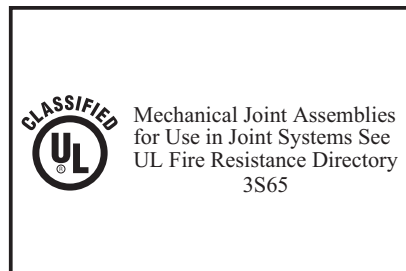 CLASSIFIED
UL
®
Mechanical Joint Assemblies
for Use in Joint Systems See
UL Fire Resistance Directory
3S65